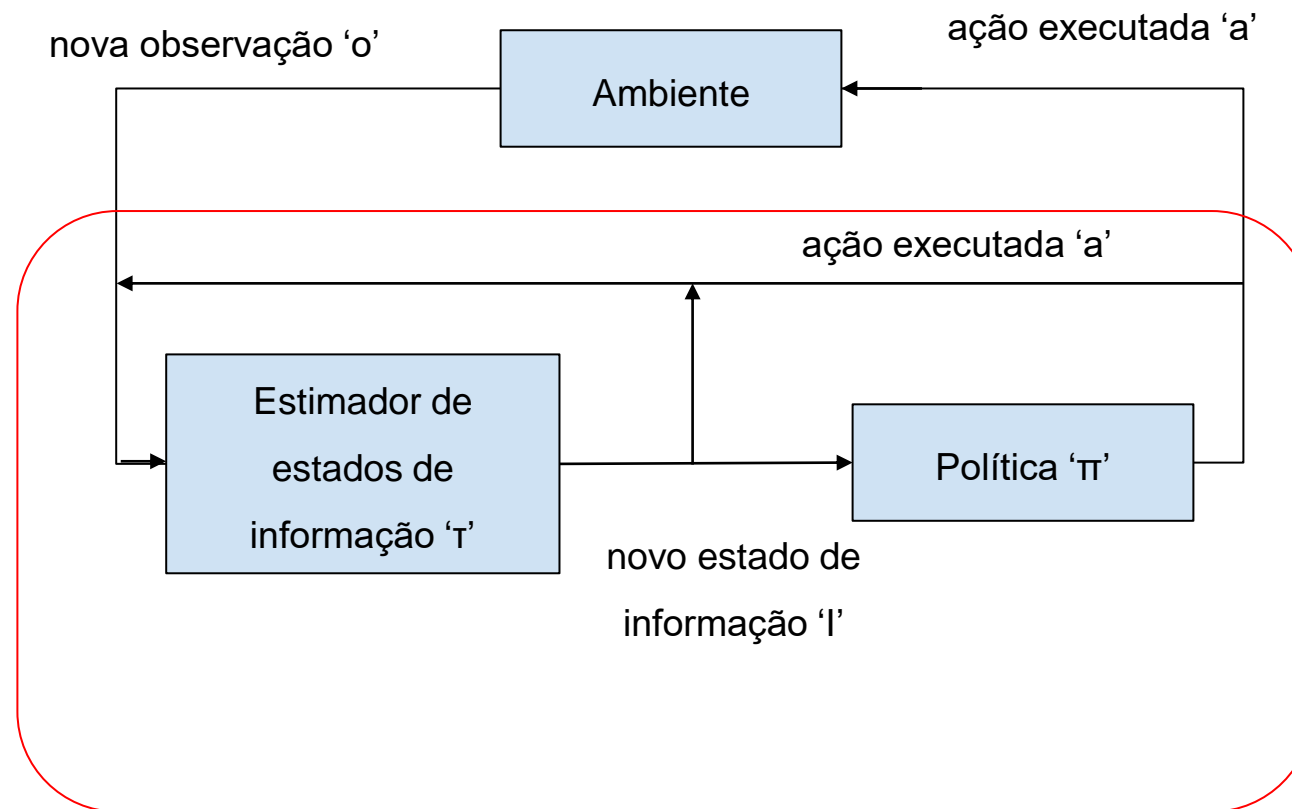 nova observação ‘o’
ação executada ‘a’
Ambiente
ação executada ‘a’
Estimador de
estados de
informação ‘τ’
Política ‘π’
novo estado de
informação ‘I’